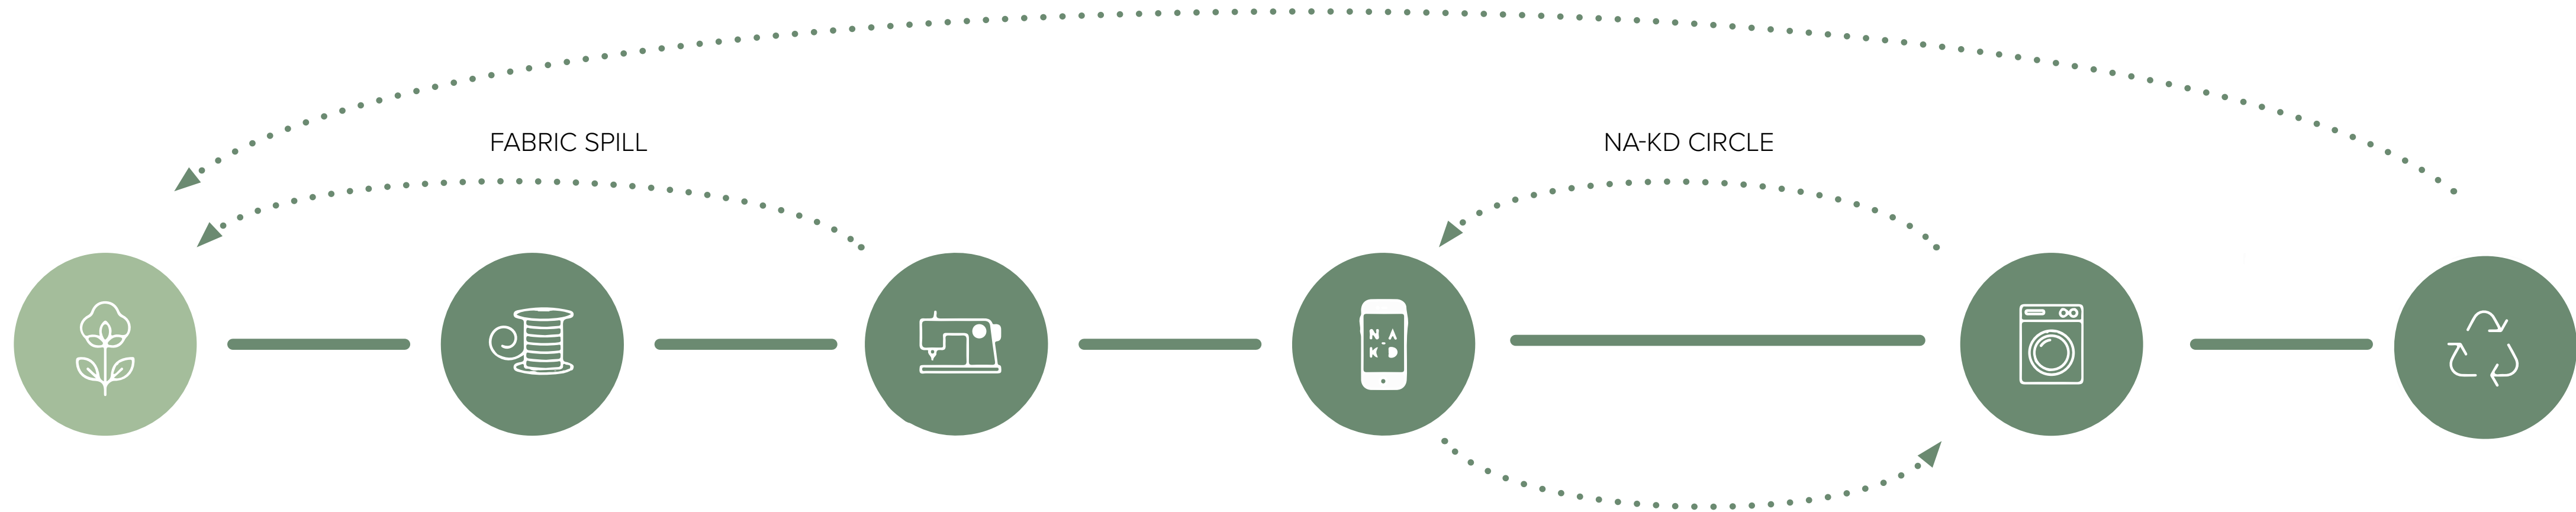 FABRIC SPILL
NA-KD CIRCLE
N A
-
K D